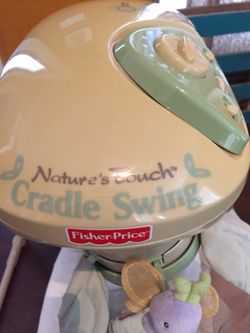 Nature's Touch™
Cradle Swing
Fisher-Price